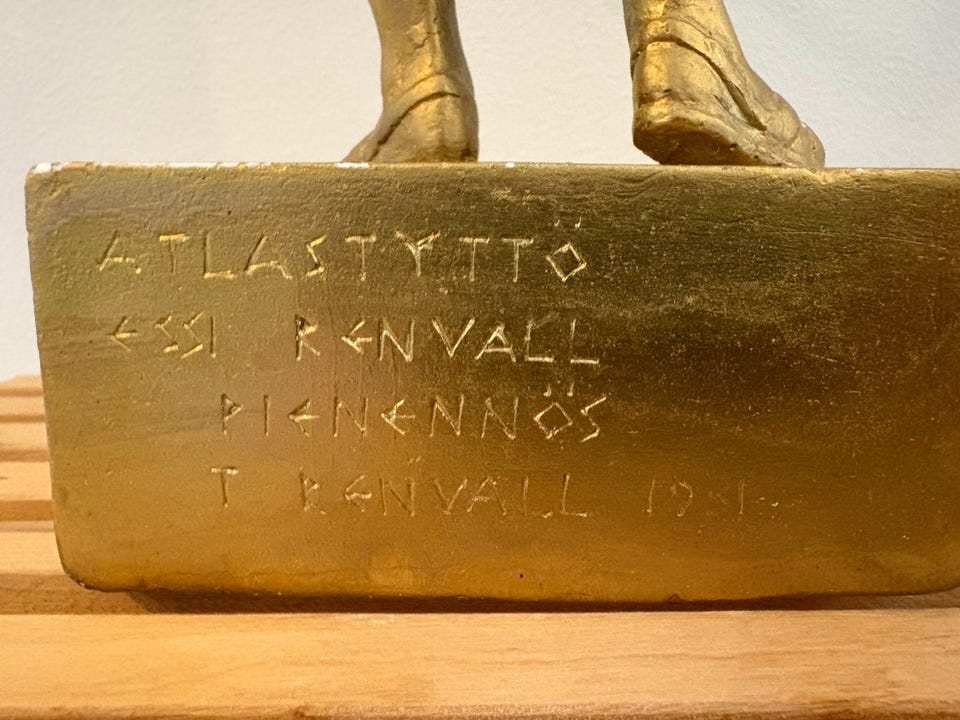 ATLASTYTTÖ
ESSI RENVALL
PIENENNÖS
T RENVALL